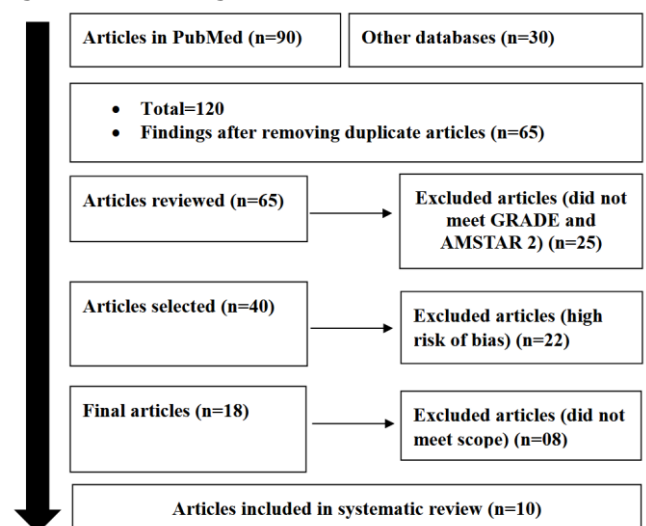 Articles in PubMed (n=90)
Other databases (n=30)
• Total=120
• Findings after removing duplicate articles (n=65)
Articles reviewed (n=65)
Excluded articles (did not
meet GRADE and
AMSTAR 2) (n=25)
Articles selected (n=40)
Excluded articles (high
risk of bias) (n=22)
Final articles (n=18)
Excluded articles (did not
meet scope) (n=08)
Articles included in systematic review (n=10)